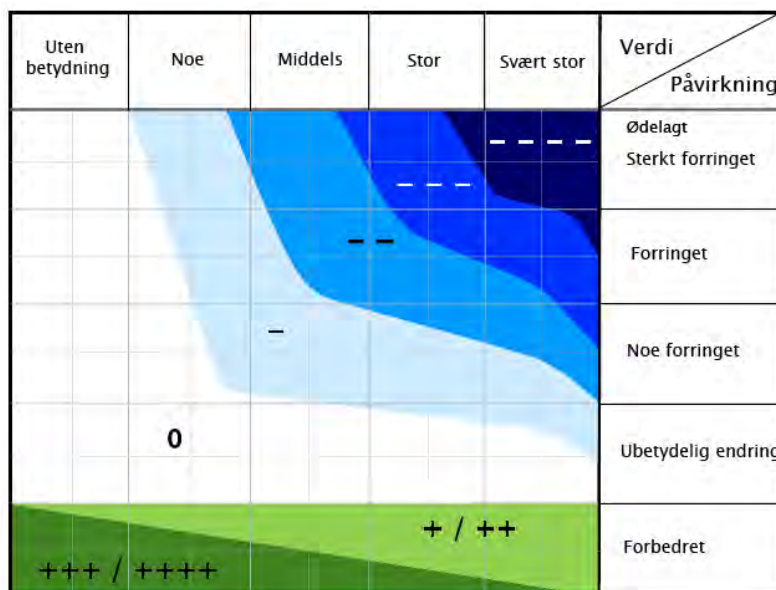 Uten
betydning
Noe
Middels
Stor
Svært stor
Verdi
Påvirkning
Ødelagt
Sterkt forringet
– – – –
– – –
– –
Forringet
–
Noe forringet
0
Ubetydelig endring
+ / ++
Forbedret
+++ / ++++